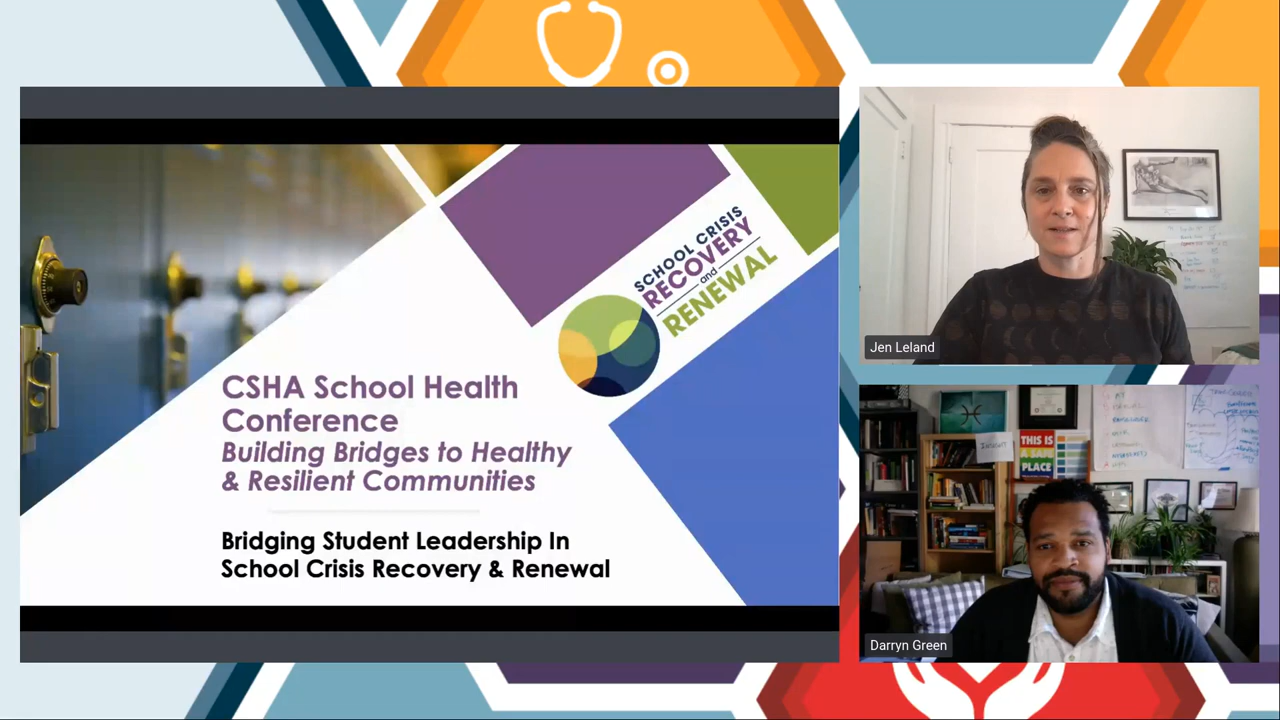 SCHOOL CRISIS
RECOVERY
and
RENEWAL
CSHA School Health
Conference
Building Bridges to Healthy
& Resilient Communities
Bridging Student Leadership In
School Crisis Recovery & Renewal
Jen Leland
THIS IS
A SAFE
PLACE
INSIGHT
Darryn Green